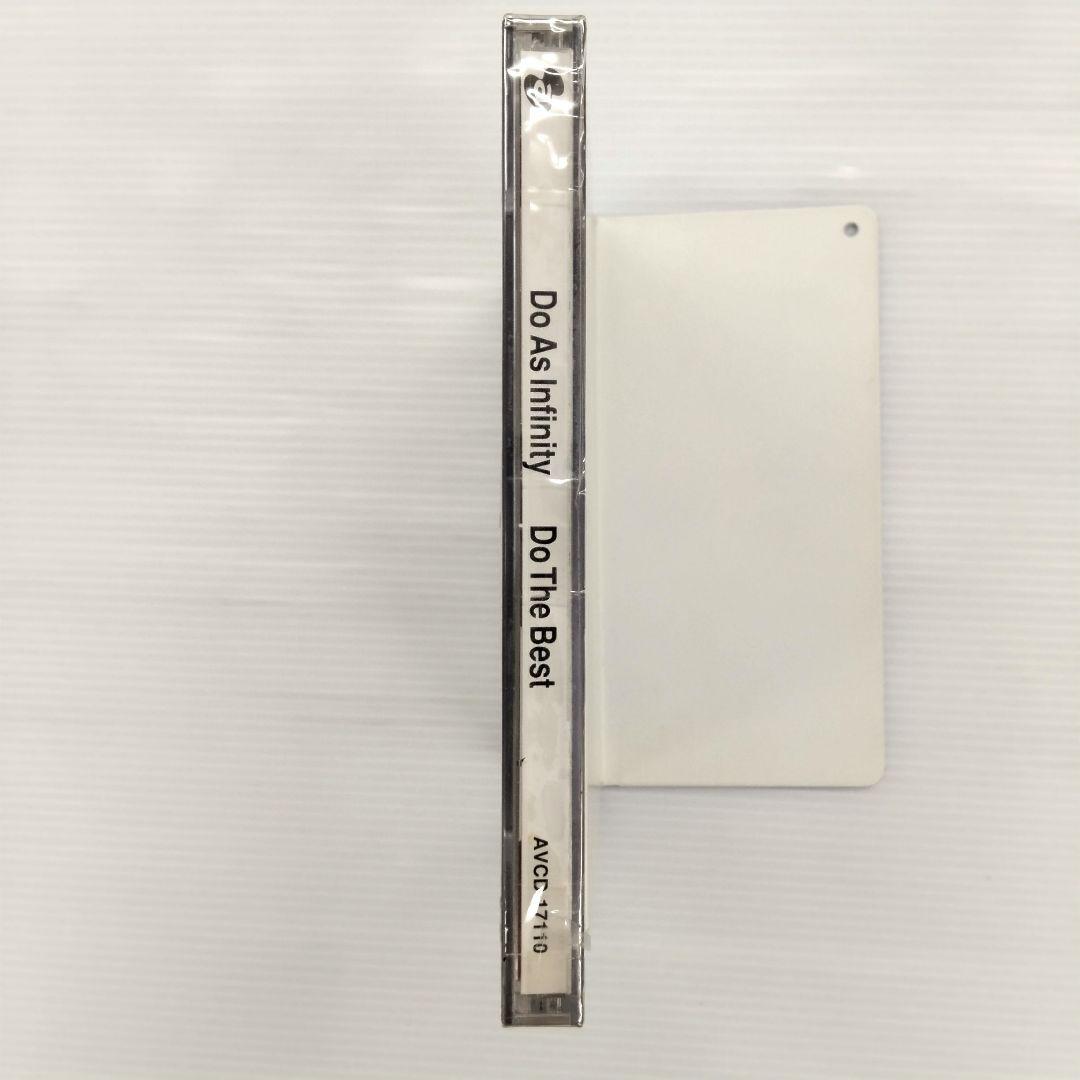 Do As Infinity Do The Best
AVCD-17110